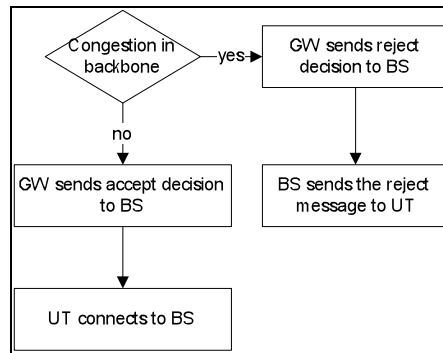 Congestion in
backbone
yes
GW sends reject
decision to BS
no
GW sends accept decision
to BS
BS sends the reject
message to UT
UT connects to BS